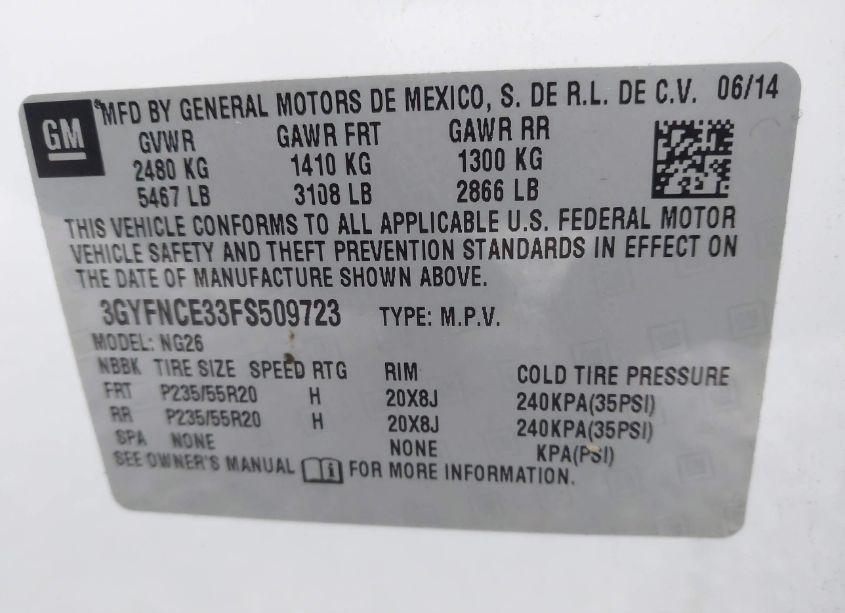 GM
MFD BY GENERAL MOTORS DE MEXICO, S. DE R.L. DE C.V. 06/14
GVWR GAWR FRT GAWR RR
2480 KG 1410 KG 1300 KG
5467 LB 3108 LB 2866 LB
THIS VEHICLE CONFORMS TO ALL APPLICABLE U.S. FEDERAL MOTOR
VEHICLE SAFETY AND THEFT PREVENTION STANDARDS IN EFFECT ON
THE DATE OF MANUFACTURE SHOWN ABOVE.
3GYFNCE33FS509723 TYPE: M.P.V.
MODEL: NG26
NBBK TIRE SIZE SPEED RTG RIM COLD TIRE PRESSURE
FRT P235/55R20 H 20X8J 240KPA(35PSI)
RR P235/55R20 H 20X8J 240KPA(35PSI)
SPA NONE NONE KPA(PSI)
SEE OWNER'S MANUAL i FOR MORE INFORMATION.